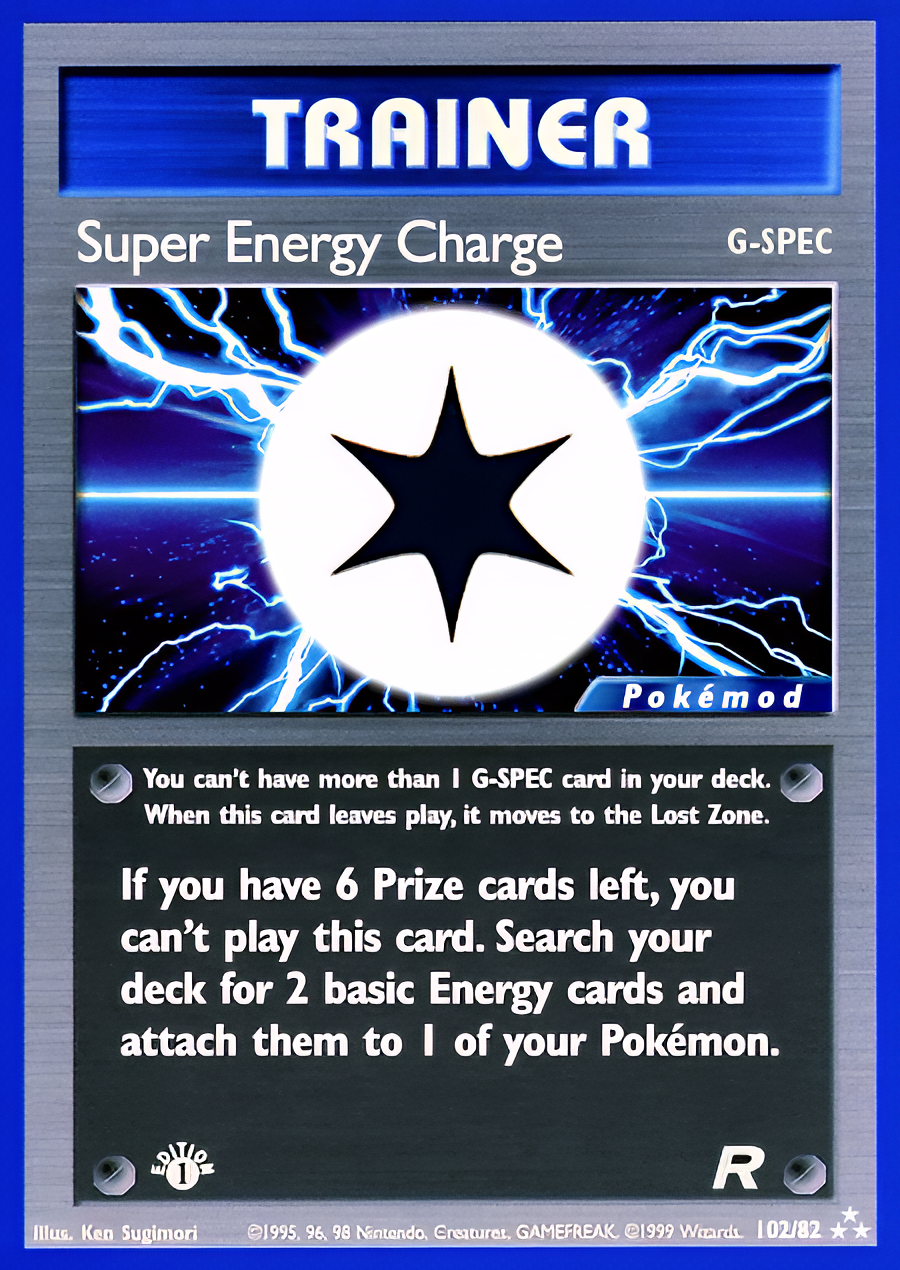 TRAINER
Super Energy Charge G-SPEC
Pokémod
You can't have more than 1 G-SPEC card in your deck.
When this card leaves play, it moves to the Lost Zone.
If you have 6 Prize cards left, you
can't play this card. Search your
deck for 2 basic Energy cards and
attach them to 1 of your Pokémon.
EDITION
1
R
Illus. Ken Sugimori ©1995, 96, 98 Nintendo, Creatures, GAMEFREAK. ©1999 Wizards. 102/82